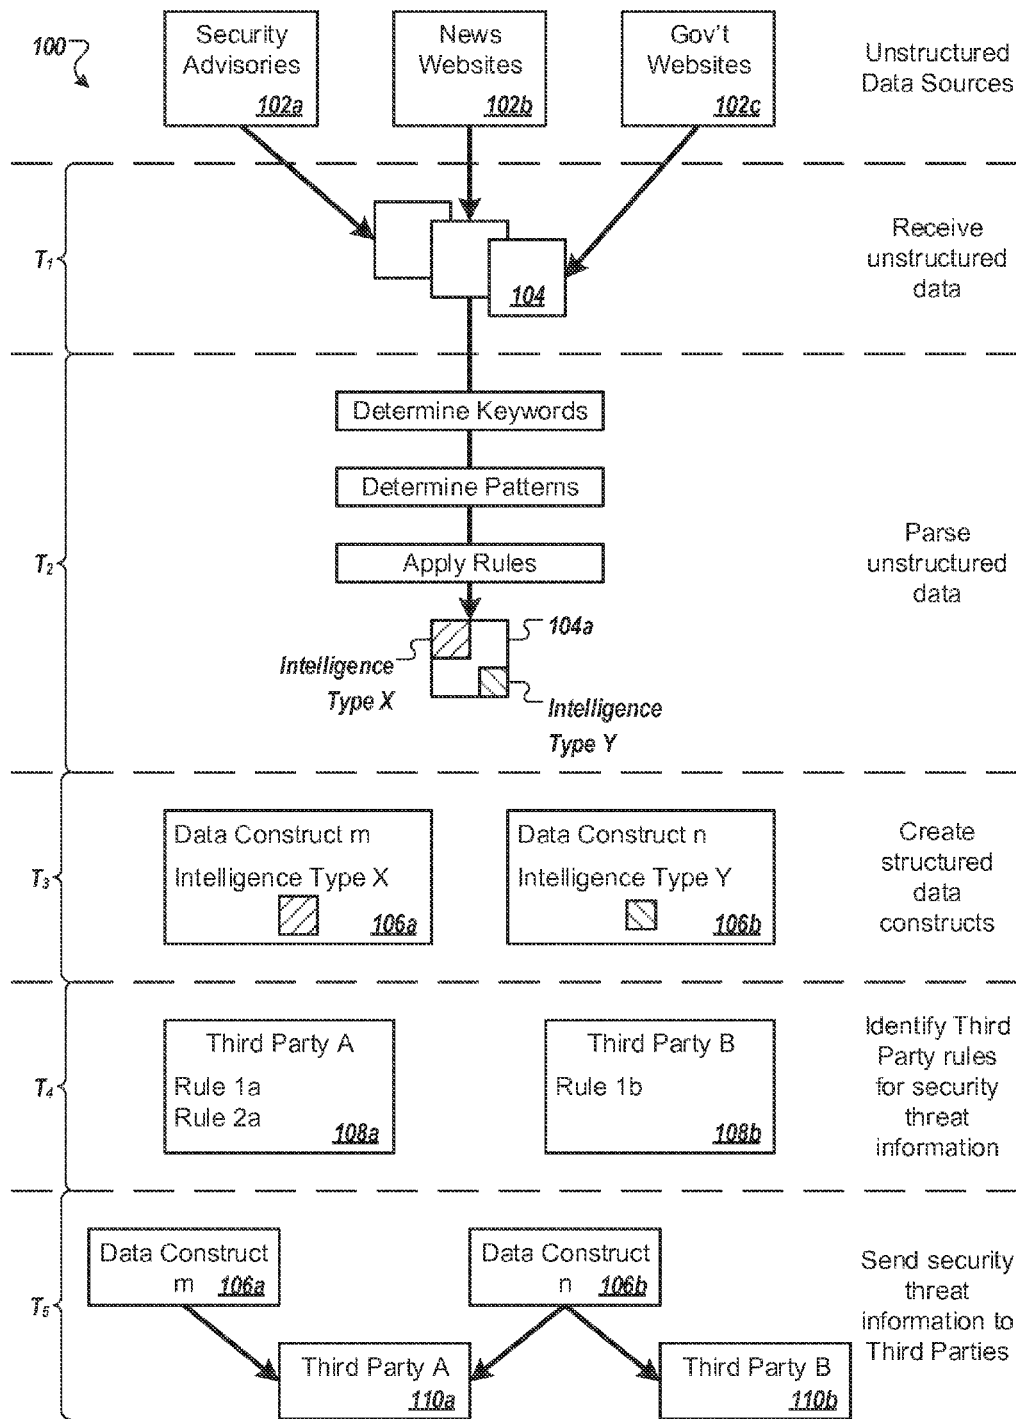 100
Security
Advisories
102a
News
Websites
102b
Gov't
Websites
102c
Unstructured
Data Sources
T1
104
Receive
unstructured
data
T2
Determine Keywords
Determine Patterns
Apply Rules
104a
Intelligence
Type X
Intelligence
Type Y
Parse
unstructured
data
T3
Data Construct m
Intelligence Type X
106a
Data Construct n
Intelligence Type Y
106b
Create
structured
data
constructs
T4
Third Party A
Rule 1a
Rule 2a
108a
Third Party B
Rule 1b
108b
Identify Third
Party rules
for security
threat
information
T5
Data Construct
m 106a
Data Construct
n 106b
Third Party A
110a
Third Party B
110b
Send security
threat
information to
Third Parties